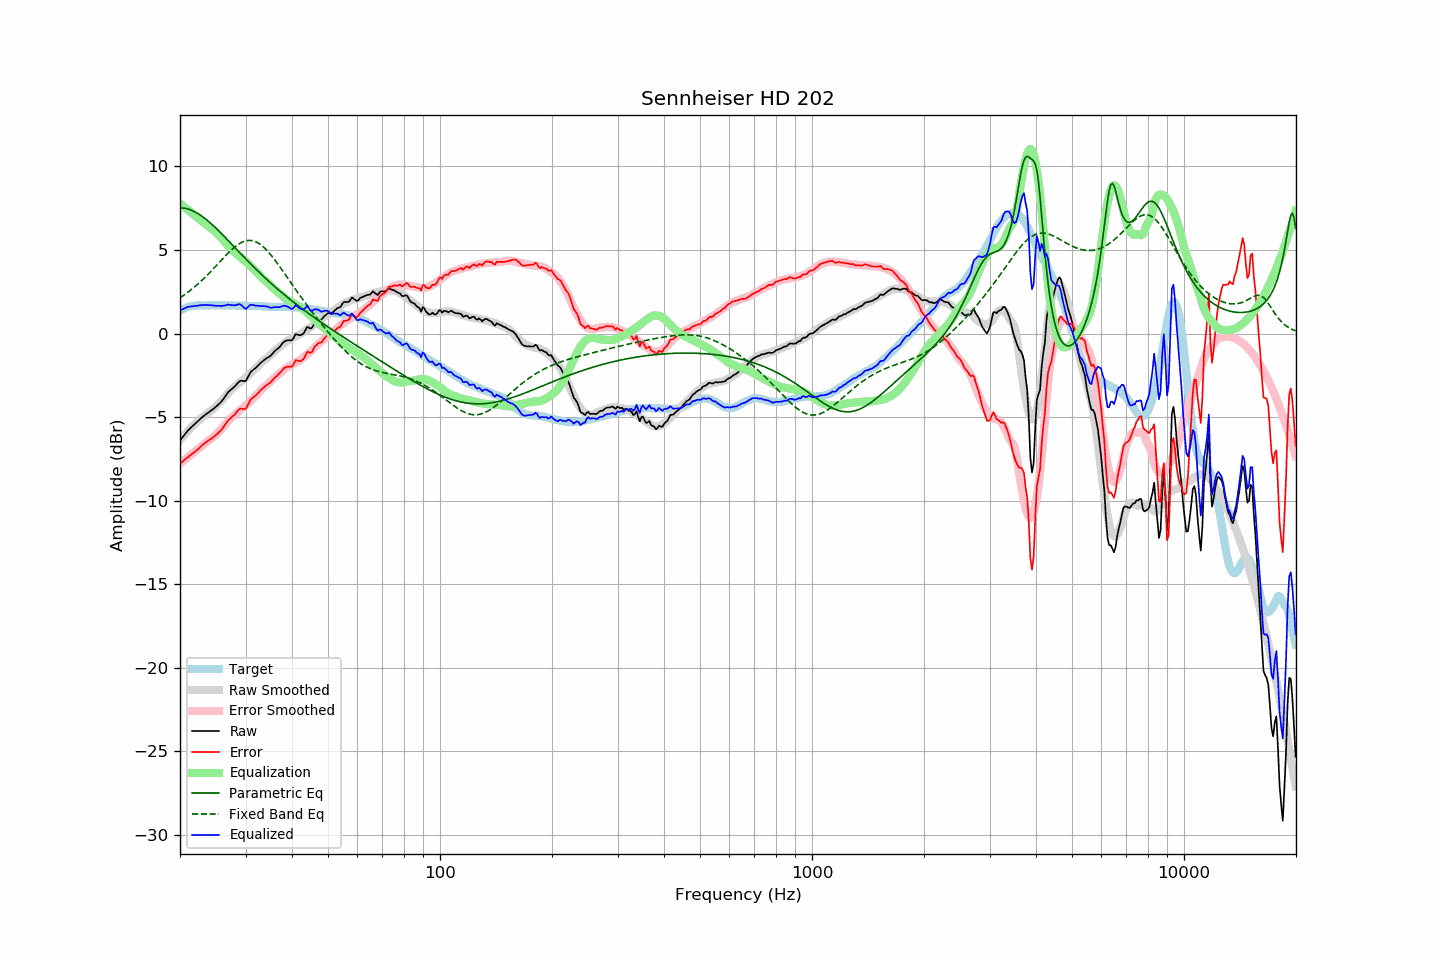 Sennheiser HD 202
10
5
0
−5
−10
−15
−20
−25
−30
Amplitude (dBr)
Target
Raw Smoothed
Error Smoothed
Raw
Error
Equalization
Parametric Eq
Fixed Band Eq
Equalized
100
1000
10000
Frequency (Hz)